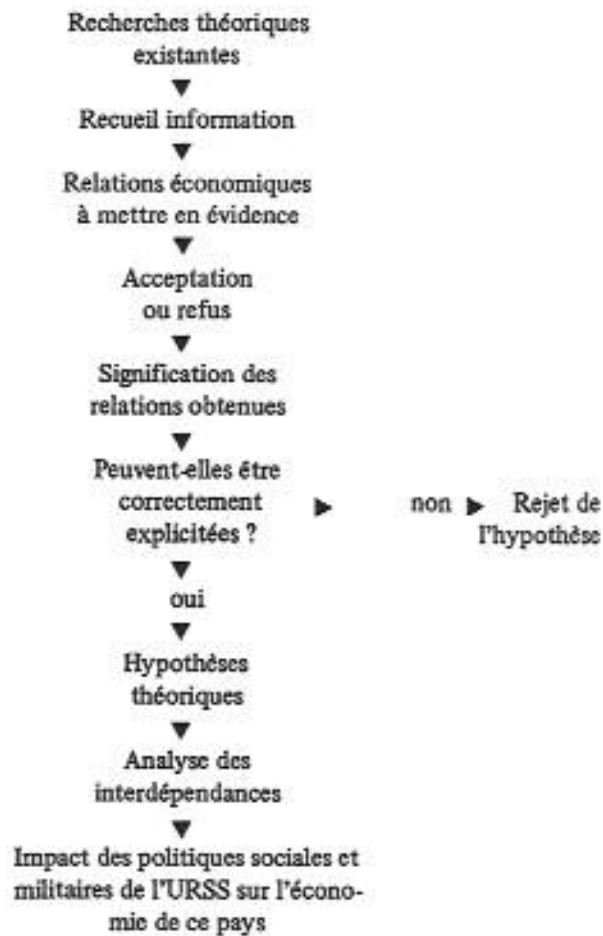 Recherches théoriques
existantes
▼
Recueil information
▼
Relations économiques
à mettre en évidence
▼
Acceptation
ou refus
▼
Signification des
relations obtenues
▼
Peuvent-elles être
correctement ▶ non ▶ Rejet de
explicitées ? l'hypothèse
▼
oui
▼
Hypothèses
théoriques
▼
Analyse des
interdépendances
▼
Impact des politiques sociales et
militaires de l'URSS sur l'écono-
mie de ce pays